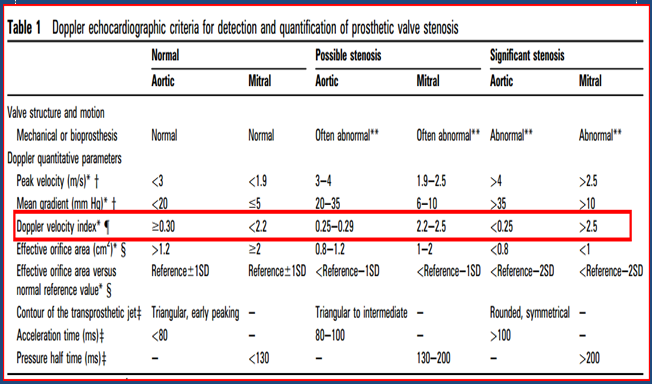 Table 1 Doppler echocardiographic criteria for detection and quantification of prosthetic valve stenosis
Normal Possible stenosis Significant stenosis
Aortic Mitral Aortic Mitral Aortic Mitral
Valve structure and motion
Mechanical or bioprosthesis Normal Normal Often abnormal** Often abnormal** Abnormal** Abnormal**
Doppler quantitative parameters
Peak velocity (m/s)* † <3 <1.9 3–4 1.9–2.5 >4 >2.5
Mean gradient (mm Hg)* † <20 ≤5 20–35 6–10 >35 >10
Doppler velocity index* ¶ ≥0.30 <2.2 0.25–0.29 2.2–2.5 <0.25 >2.5
Effective orifice area (cm²)* § >1.2 ≥2 0.8–1.2 1–2 <0.8 <1
Effective orifice area versus Reference±1SD Reference±1SD <Reference−1SD <Reference−1SD <Reference−2SD <Reference−2SD
normal reference value* §
Contour of the transprosthetic jet‡ Triangular, early peaking – Triangular to intermediate – Rounded, symmetrical –
Acceleration time (ms)‡ <80 – 80–100 – >100 –
Pressure half time (ms)‡ – <130 – 130–200 – >200